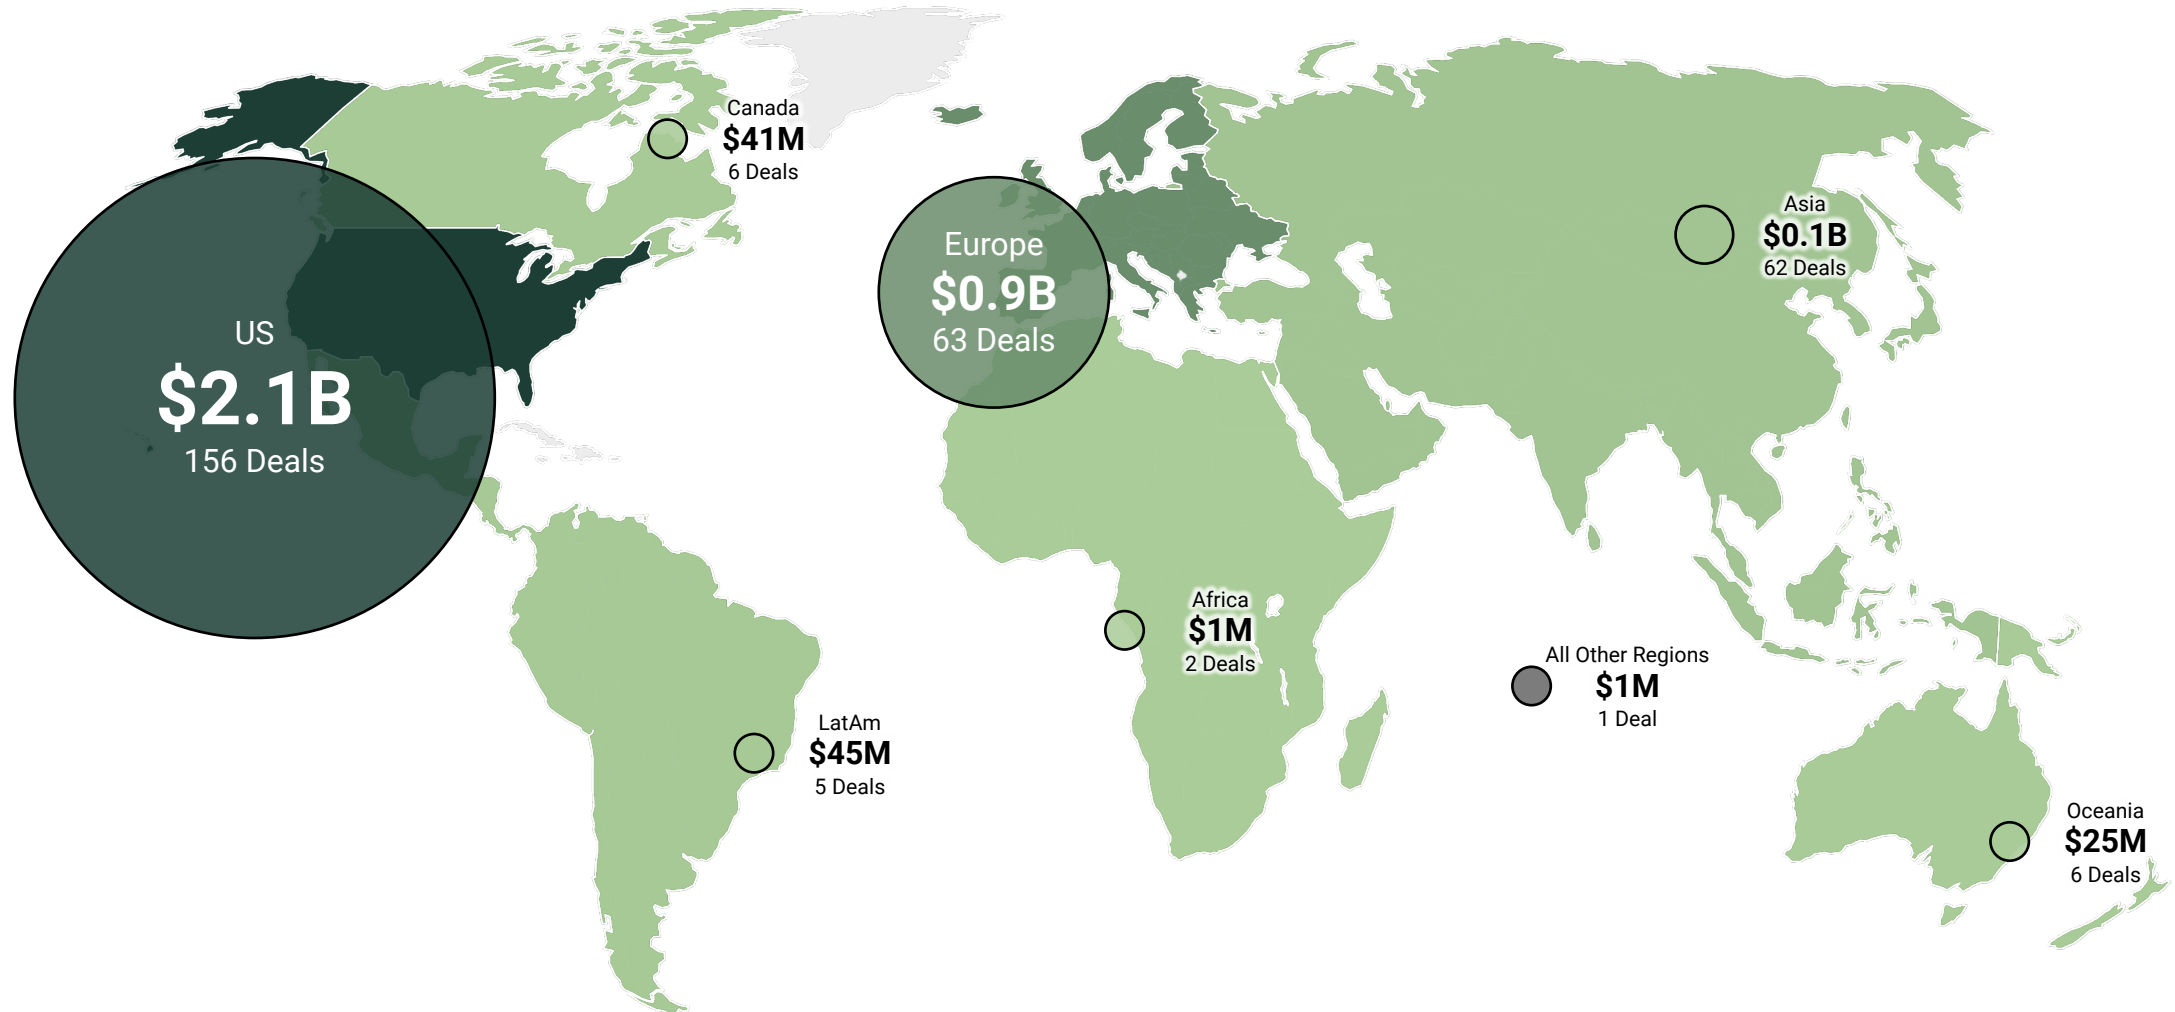 Canada
$41M
6 Deals
US
$2.1B
156 Deals
Europe
$0.9B
63 Deals
Asia
$0.1B
62 Deals
Africa
$1M
2 Deals
All Other Regions
$1M
1 Deal
LatAm
$45M
5 Deals
Oceania
$25M
6 Deals